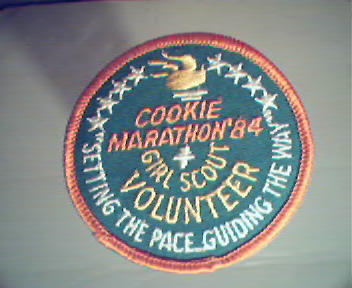 COOKIE
MARATHON '84
GIRL SCOUT
VOLUNTEER
"SETTING THE PACE GUIDING THE WAY"